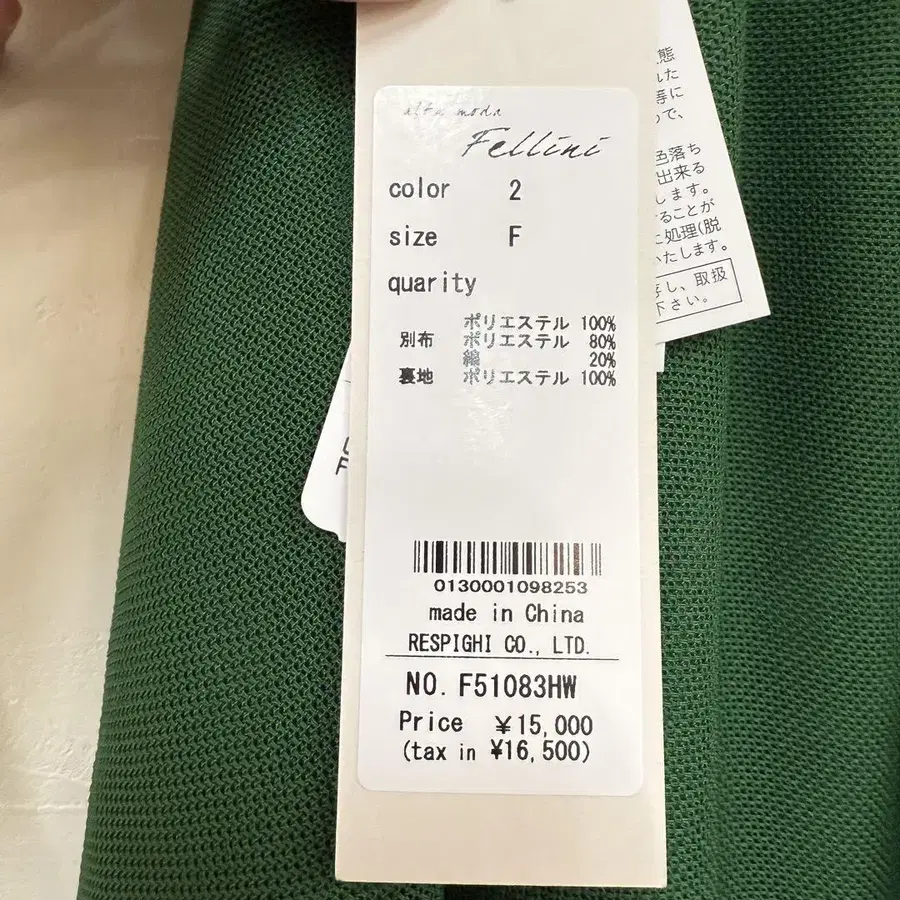 alta moda
Fellini
color 2
size F
quarity
ポリエステル 100%
別布 ポリエステル 80%
綿 20%
裏地 ポリエステル 100%
0130001098253
made in China
RESPIGHI CO., LTD.
NO. F51083HW
Price ¥15,000
(tax in ¥16,500)
態
れた
等に
で、
色落ち
出来る
します。
ることが
に処理(脱
いたします。
し、取扱
下さい。